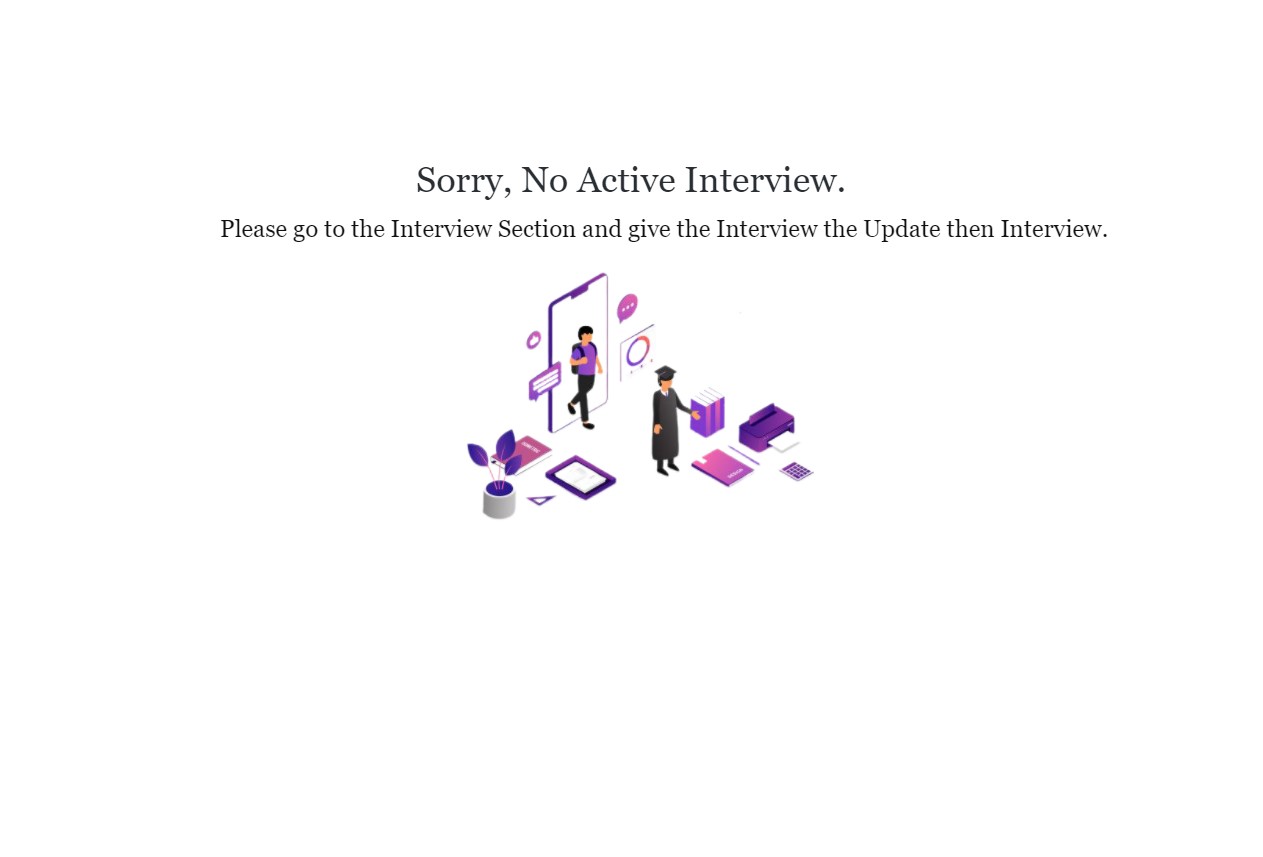 Sorry, No Active Interview.
Please go to the Interview Section and give the Interview the Update then Interview.